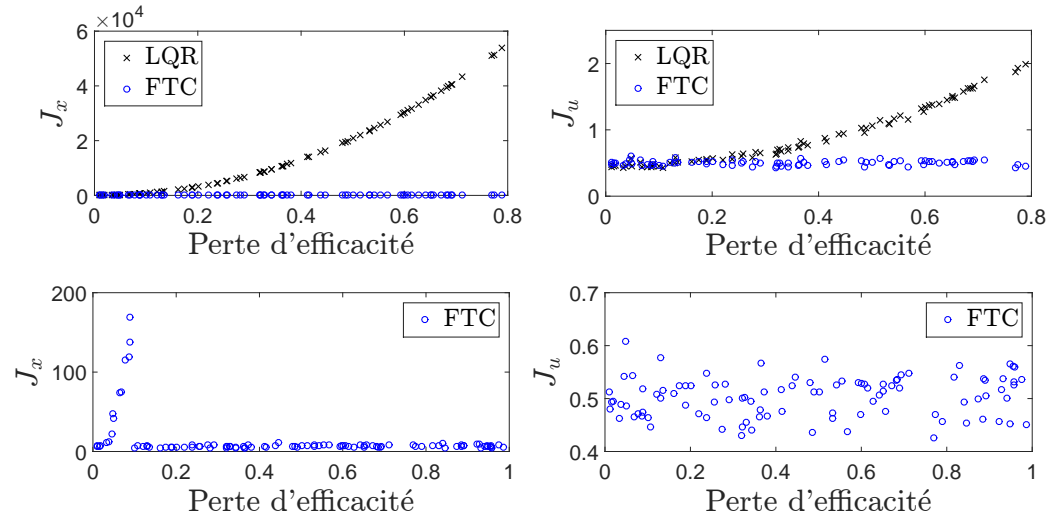 ×10⁴
6
4
2
0
J_x
LQR
FTC
0 0.2 0.4 0.6 0.8
Perte d'efficacité
2
1
0
J_u
LQR
FTC
0 0.2 0.4 0.6 0.8
Perte d'efficacité
200
100
0
J_x
FTC
0 0.2 0.4 0.6 0.8 1
Perte d'efficacité
0.7
0.6
0.5
0.4
J_u
FTC
0 0.2 0.4 0.6 0.8 1
Perte d'efficacité